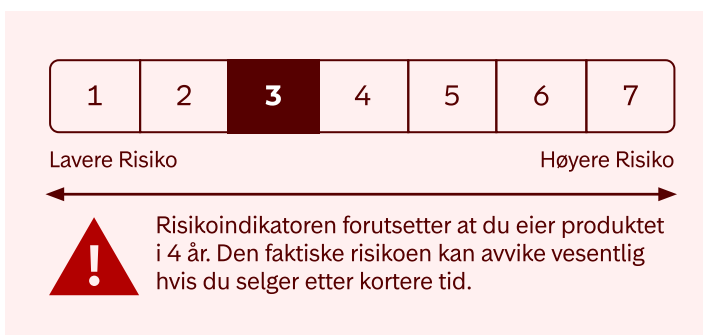 1 2 3 4 5 6 7
Lavere Risiko Høyere Risiko
!
Risikoindikatoren forutsetter at du eier produktet
i 4 år. Den faktiske risikoen kan avvike vesentlig
hvis du selger etter kortere tid.